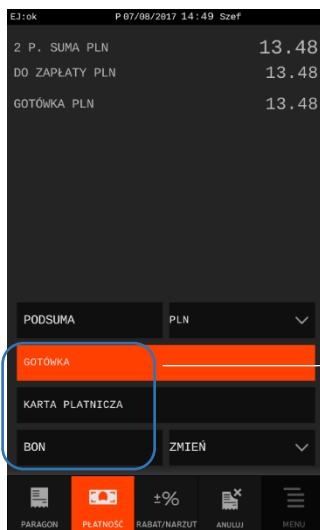 EJ:ok P 07/08/2017 14:49 Szef
2 P. SUMA PLN 13.48
DO ZAPŁATY PLN 13.48
GOTÓWKA PLN 13.48
PODSUMA PLN
GOTÓWKA
KARTA PŁATNICZA
BON ZMIEŃ
±%
PARAGON PŁATNOŚĆ RABAT/NARZUT ANULUJ MENU